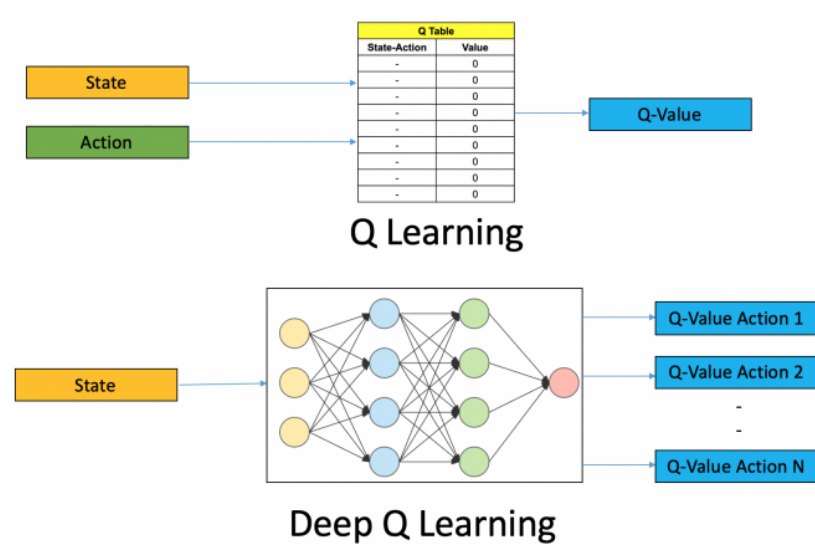 Q Table
State-Action Value
- 0
- 0
- 0
- 0
- 0
- 0
- 0
- 0
- 0
State
Action
Q-Value
Q Learning
State
Q-Value Action 1
Q-Value Action 2
-
-
Q-Value Action N
Deep Q Learning